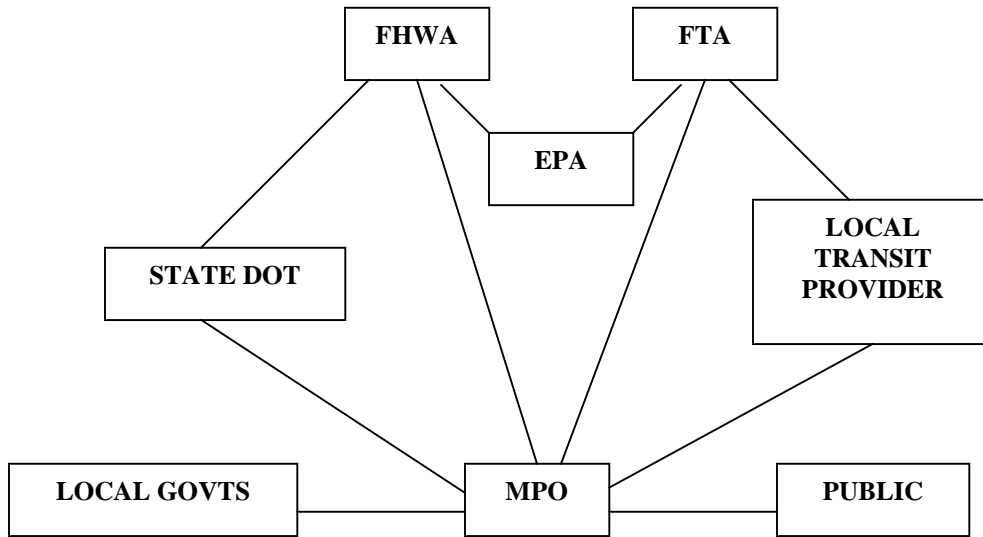 FHWA
FTA
EPA
STATE DOT
LOCAL
TRANSIT
PROVIDER
LOCAL GOVTS
MPO
PUBLIC